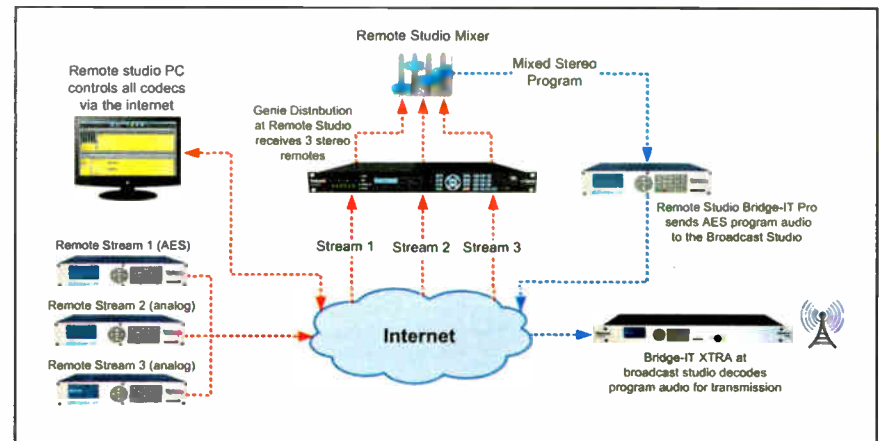 Remote Studio Mixer
Mixed Stereo
Program
Remote studio PC
controls all codecs
via the internet
Genie Distribution
at Remote Studio
receives 3 stereo
remotes
Remote Studio Bridge-IT Pro
sends AES program audio
to the Broadcast Studio
Stream 1
Stream 2
Stream 3
Remote Stream 1 (AES)
Remote Stream 2 (analog)
Remote Stream 3 (analog)
Internet
Bridge-IT XTRA at
broadcast studio decodes
program audio for transmission